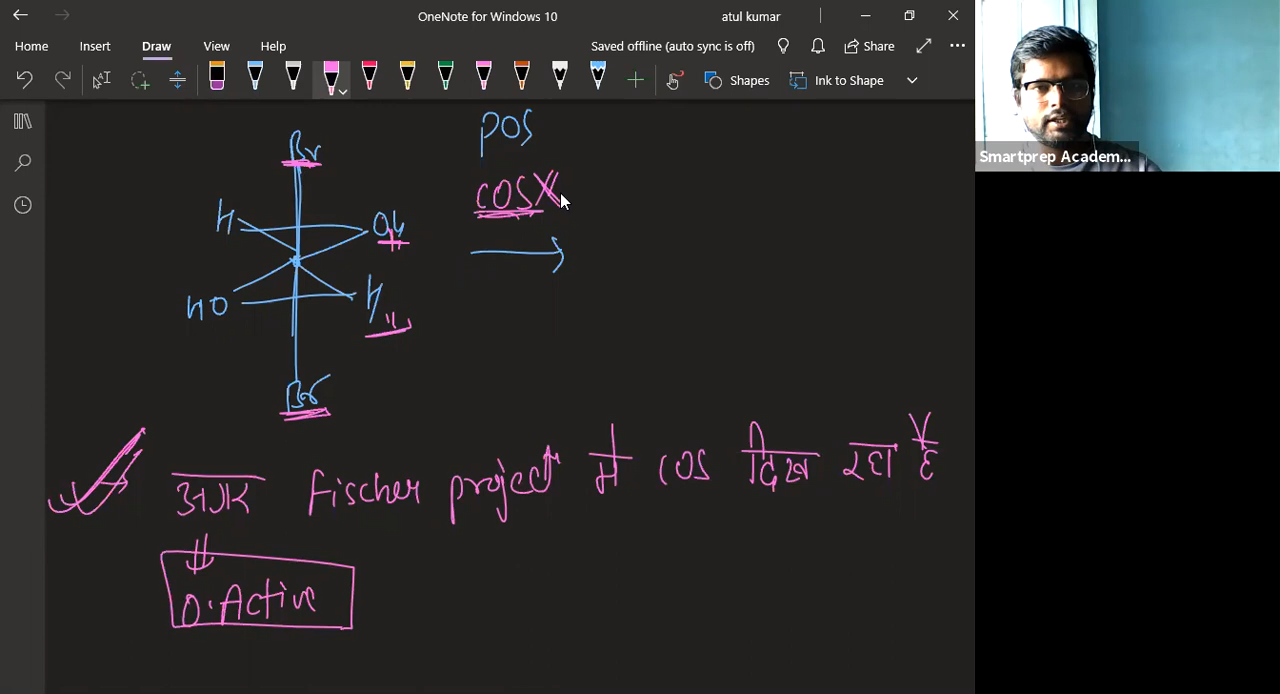 OneNote for Windows 10
atul kumar
Home Insert Draw View Help
Saved offline (auto sync is off)
Share
Shapes
Ink to Shape
Smartprep Academ...
Br
POS
COS X
H OH
HO H
Br
अगर Fischer project में COS दिख रहा है
O.Active